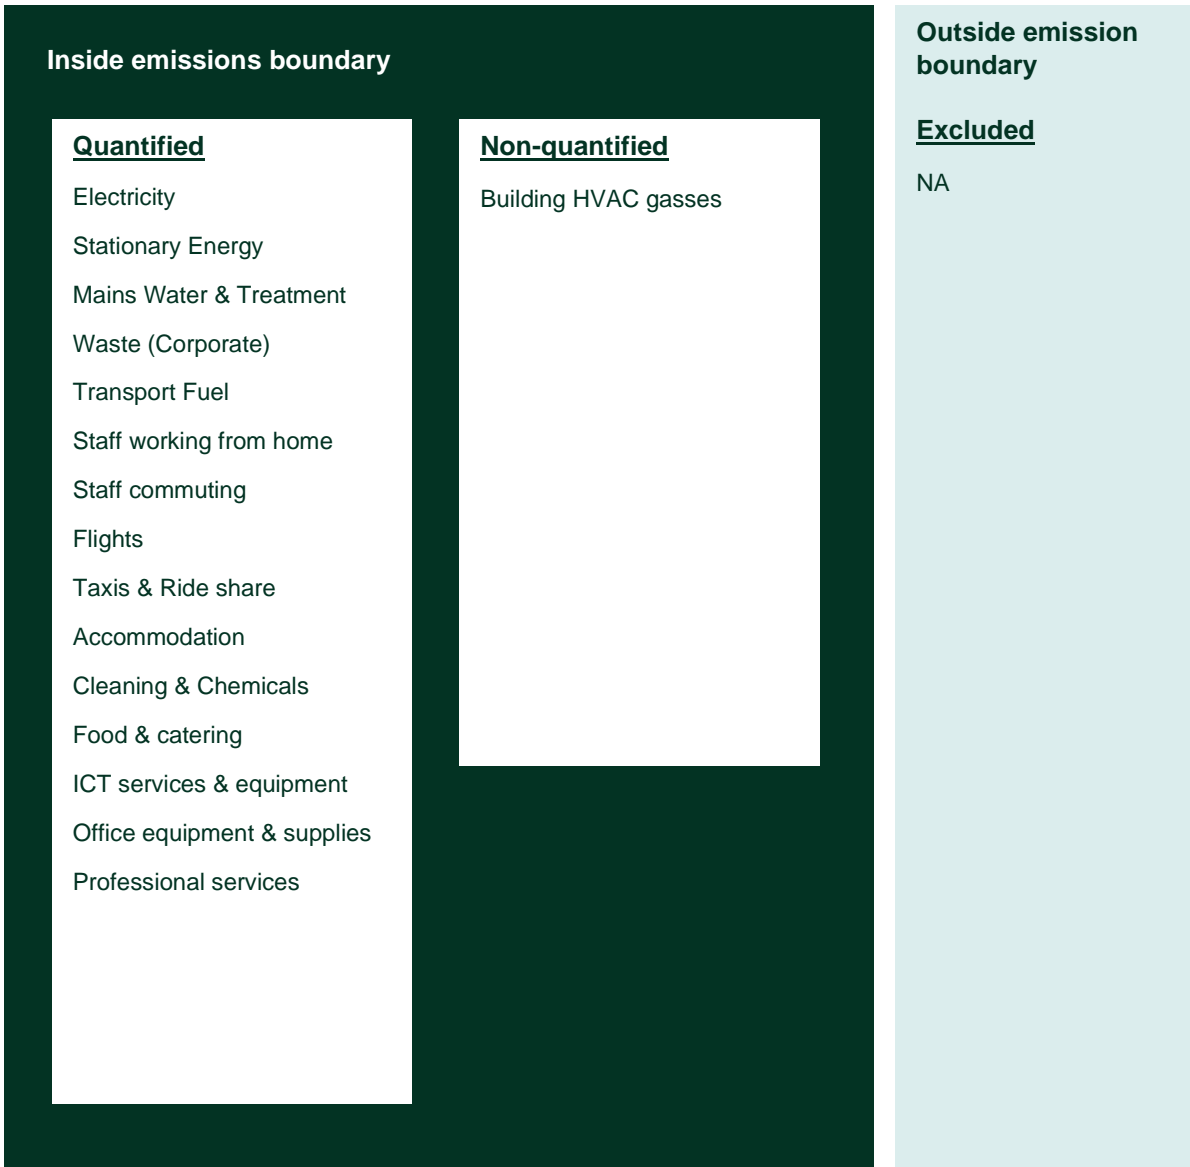 Inside emissions boundary
Quantified
Electricity
Stationary Energy
Mains Water & Treatment
Waste (Corporate)
Transport Fuel
Staff working from home
Staff commuting
Flights
Taxis & Ride share
Accommodation
Cleaning & Chemicals
Food & catering
ICT services & equipment
Office equipment & supplies
Professional services
Non-quantified
Building HVAC gasses
Outside emission
boundary
Excluded
NA